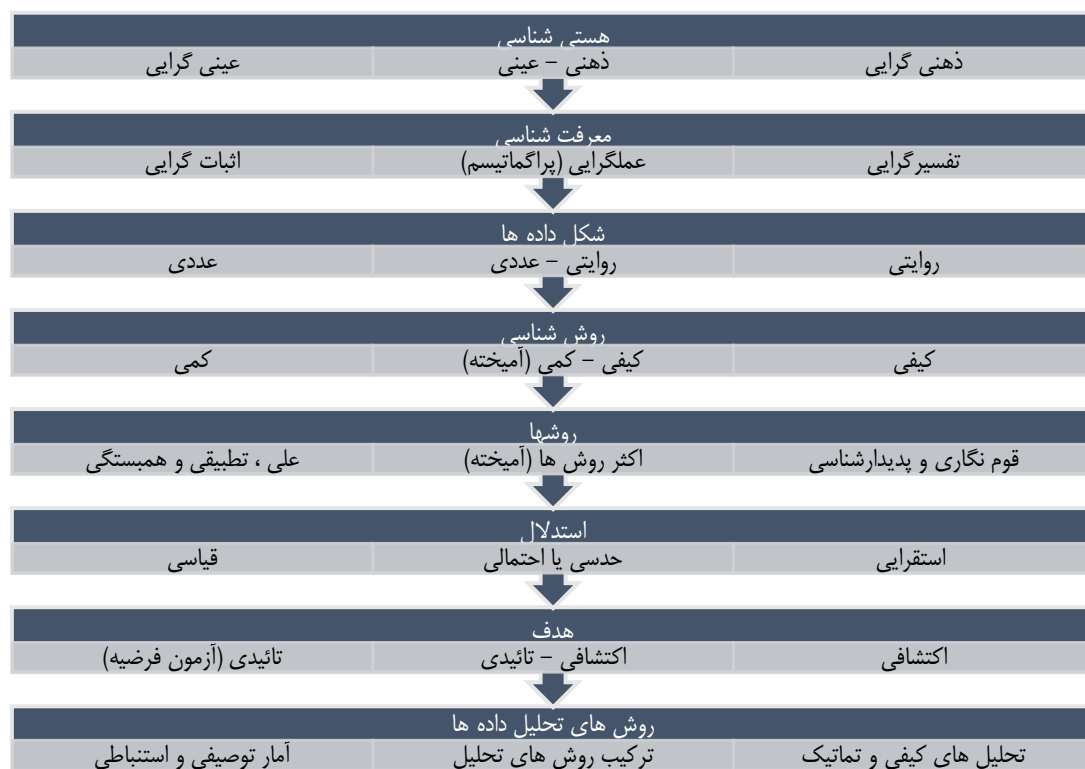 هستی شناسی
ذهنی گرایی ذهنی – عینی عینی گرایی
معرفت شناسی
تفسیرگرایی عملگرایی (پراگماتیسم) اثبات گرایی
شکل داده ها
روایتی روایتی – عددی عددی
روش شناسی
کیفی کیفی – کمی (آمیخته) کمی
روشها
قوم نگاری و پدیدارشناسی اکثر روش ها (آمیخته) علی ، تطبیقی و همبستگی
استدلال
استقرایی حدسی یا احتمالی قیاسی
هدف
اکتشافی اکتشافی – تائیدی تائیدی (آزمون فرضیه)
روش های تحلیل داده ها
تحلیل های کیفی و تماتیک ترکیب روش های تحلیل آمار توصیفی و استنباطی